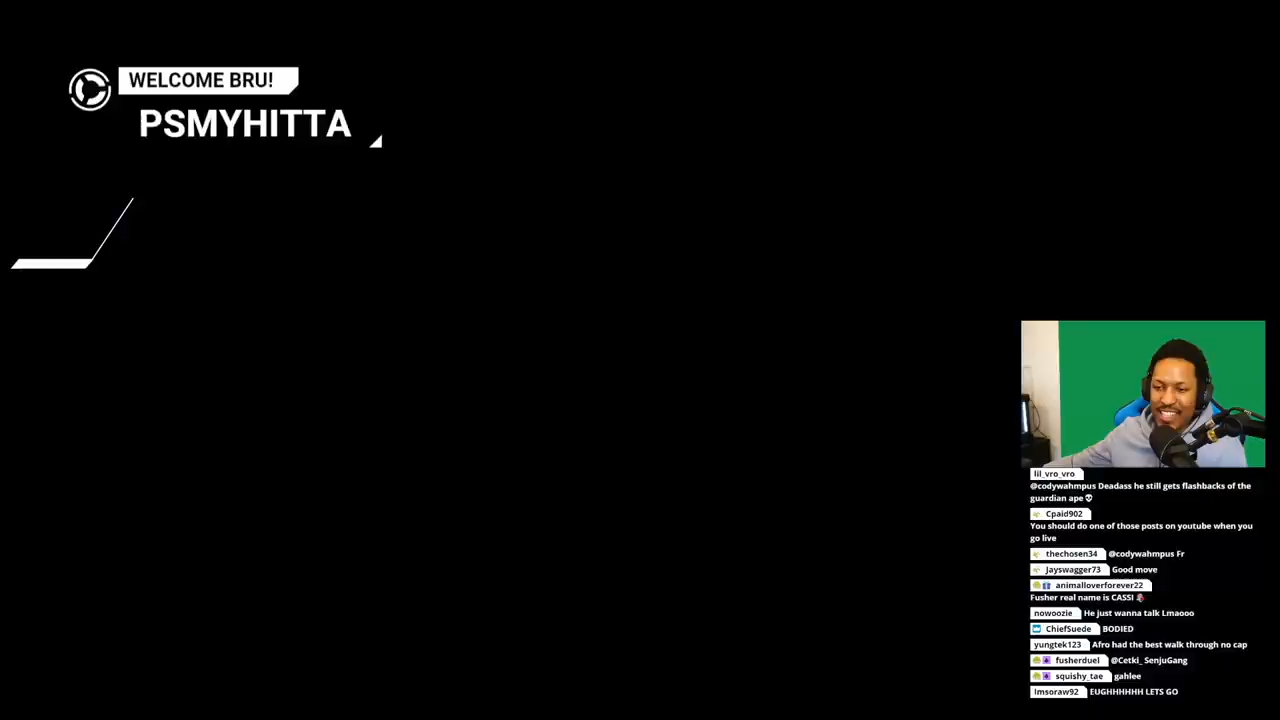 WELCOME BRU!
PSMYHITTA
lil_vro_vro
@codywahmpus Deadass he still gets flashbacks of the
guardian ape 💀
Cpaid902
You should do one of those posts on youtube when you
go live
thechosen34 @codywahmpus Fr
Jayswagger73 Good move
animalloverforever22
Fusher real name is CASSI
nowoozie He just wanna talk Lmaooo
ChiefSuede BODIED
yungtek123 Afro had the best walk through no cap
fusherduel @Cetki_SenjuGang
squishy_tae gahlee
Imsoraw92 EUGHHHHHH LETS GO